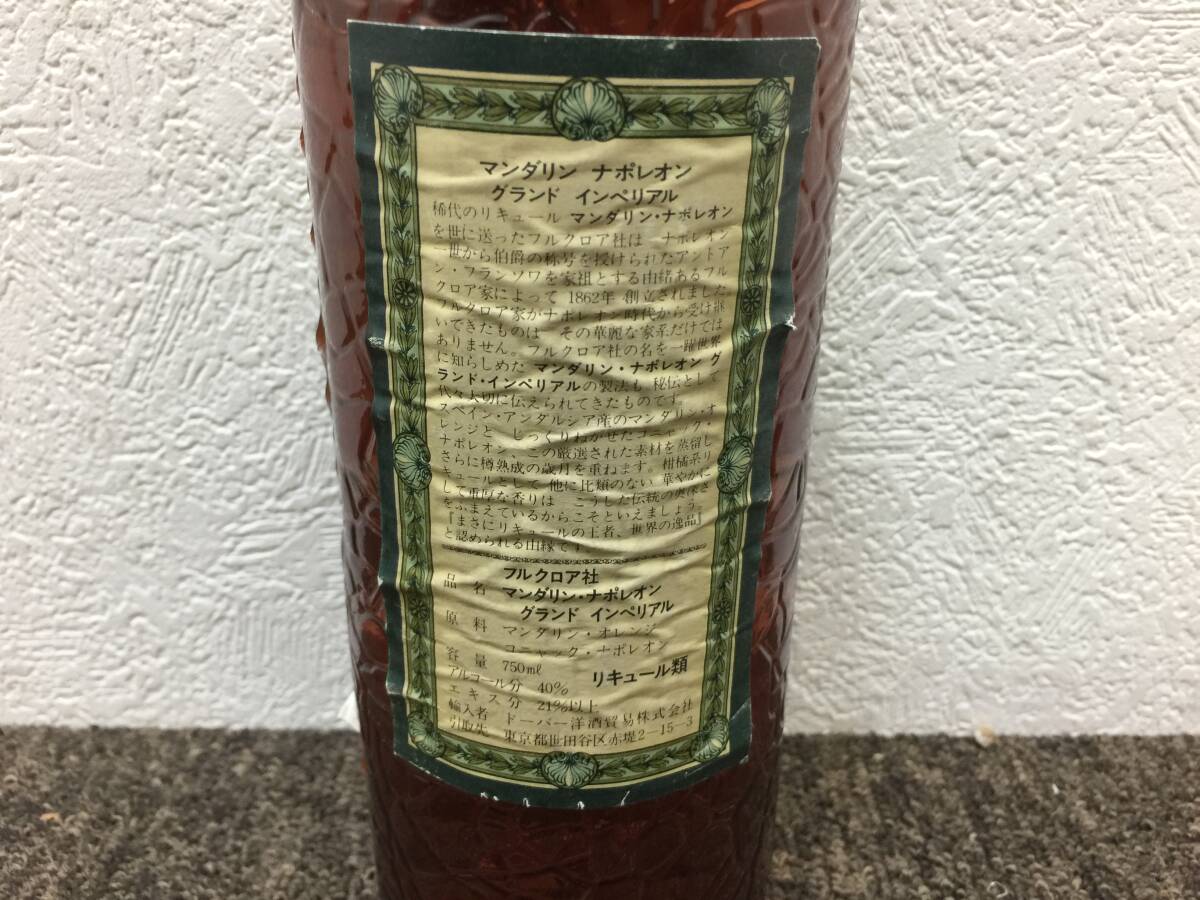 マンダリン ナポレオン
グランド インペリアル
稀代のリキュール マンダリン・ナポレオン
を世に送ったフルクロア社は ナポレオン
一世から伯爵の称号を授けられたアントア
ン・フランソワを家祖とする由緒あるフル
クロア家によって 1862年 創立されました
フルクロア家がナポレオン時代から受け継
いできたものは その華麗な家系だけでは
ありません。フルクロア社の名を一躍世界
に知らしめた マンダリン・ナポレオン グ
ランド・インペリアルの製法も 秘伝として
代々大切に伝えられてきたものです。
スペイン・アンダルシア産のマンダリン・オ
レンジと じっくりねかせたコニャック・
ナポレオン、この厳選された素材を蒸留し
さらに樽熟成の歳月を重ねます。柑橘系リ
キュールとして 他に比類のない 華やかに
して重厚な香りは こうした伝統の
をふまえているからこそといえましょう。
『まさにリキュールの王者、世界の逸品』
と認められる由縁です。
品名 フルクロア社
マンダリン・ナポレオン
グランド インペリアル
原料 マンダリン・オレンジ
コニャック・ナポレオン
容量 750ml リキュール類
アルコール分 40%
エキス分 21%以上
輸入者 ドーバー洋酒貿易株式会社
引取先 東京都世田谷区赤堤2-15-3